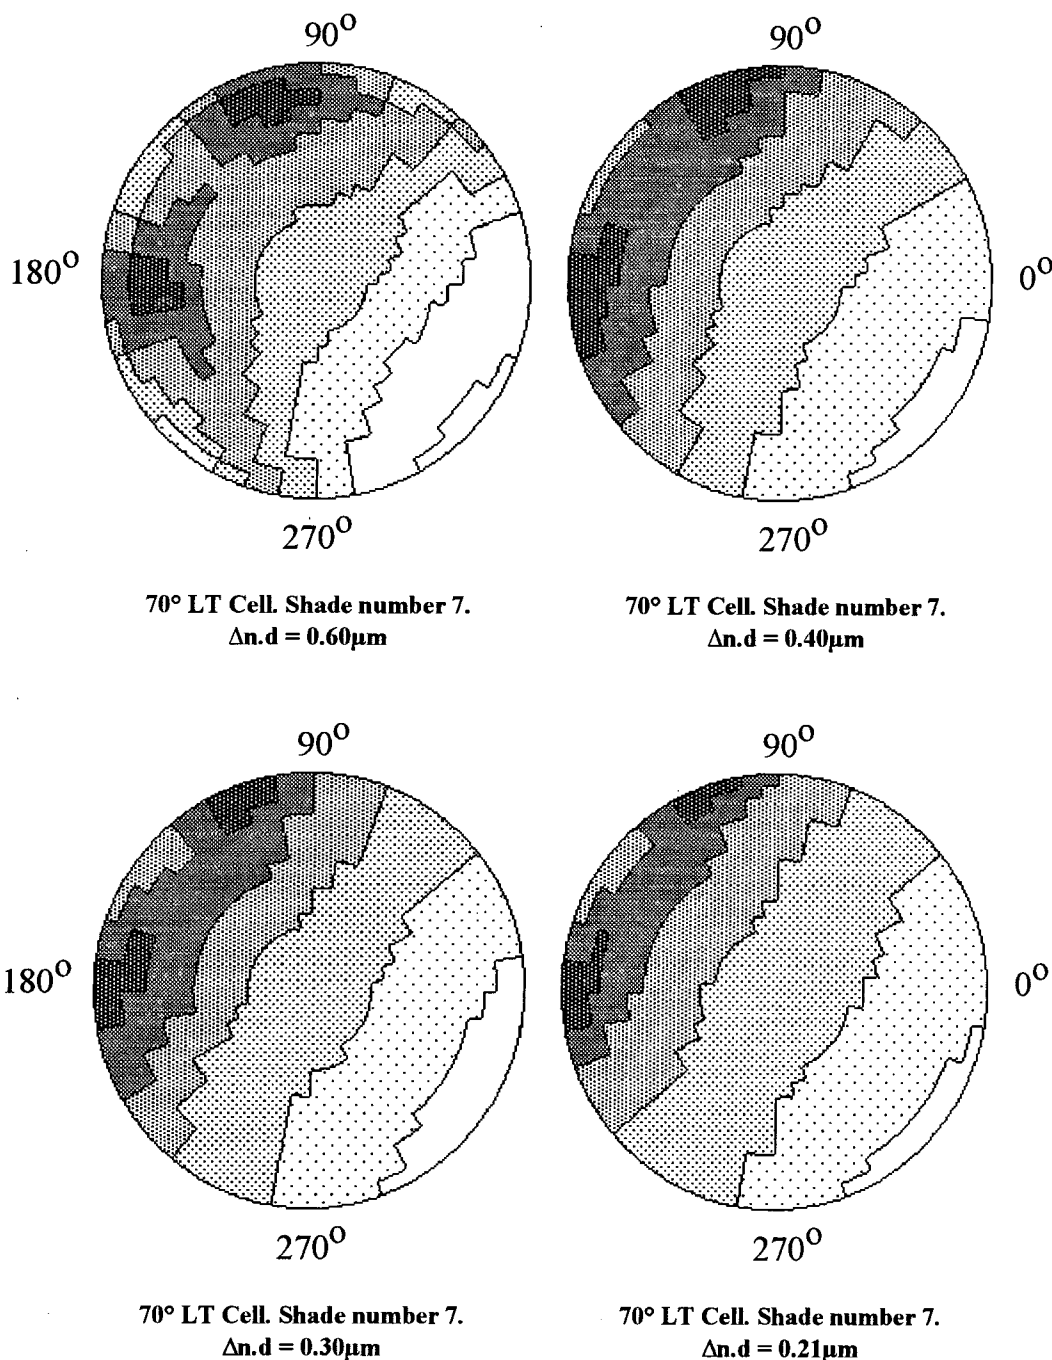 90°
90°
180°
0°
270°
270°
70° LT Cell. Shade number 7.
Δn.d = 0.60µm
70° LT Cell. Shade number 7.
Δn.d = 0.40µm
90°
90°
180°
0°
270°
270°
70° LT Cell. Shade number 7.
Δn.d = 0.30µm
70° LT Cell. Shade number 7.
Δn.d = 0.21µm